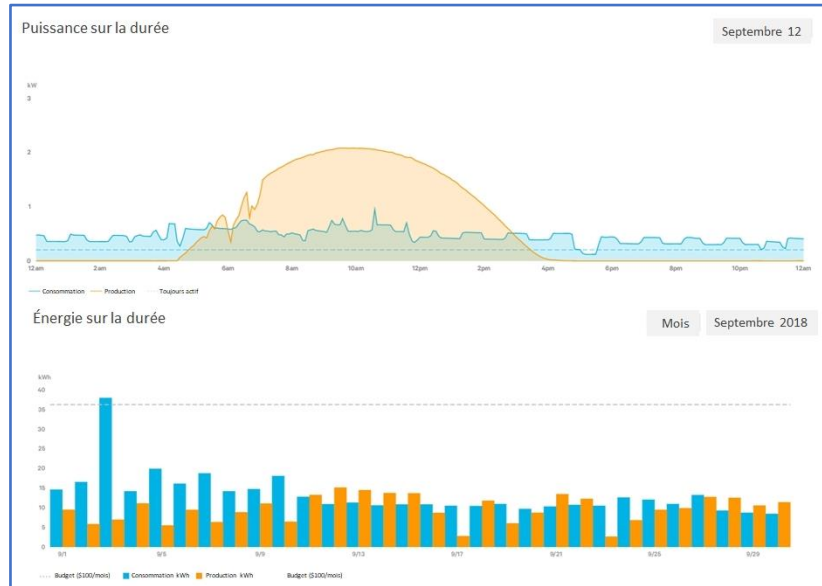 Puissance sur la durée
Septembre 12
kW
3
2
1
0
12am 2am 4am 6am 8am 10am 12pm 2pm 4pm 6pm 8pm 10pm 12am
Consommation Production Toujours actif
Énergie sur la durée
Mois Septembre 2018
kWh
40
35
30
25
20
15
10
5
0
9/1 9/5 9/9 9/13 9/17 9/21 9/25 9/29
Budget ($100/mois) Consommation kWh Production kWh Budget ($100/mois)